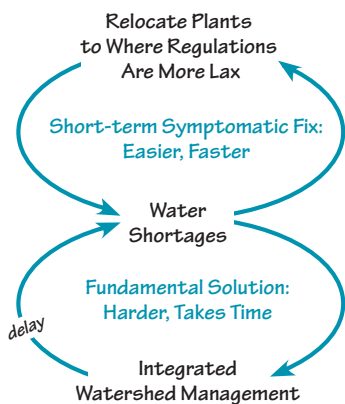 Relocate Plants
to Where Regulations
Are More Lax
Short-term Symptomatic Fix:
Easier, Faster
Water
Shortages
Fundamental Solution:
Harder, Takes Time
delay
Integrated
Watershed Management